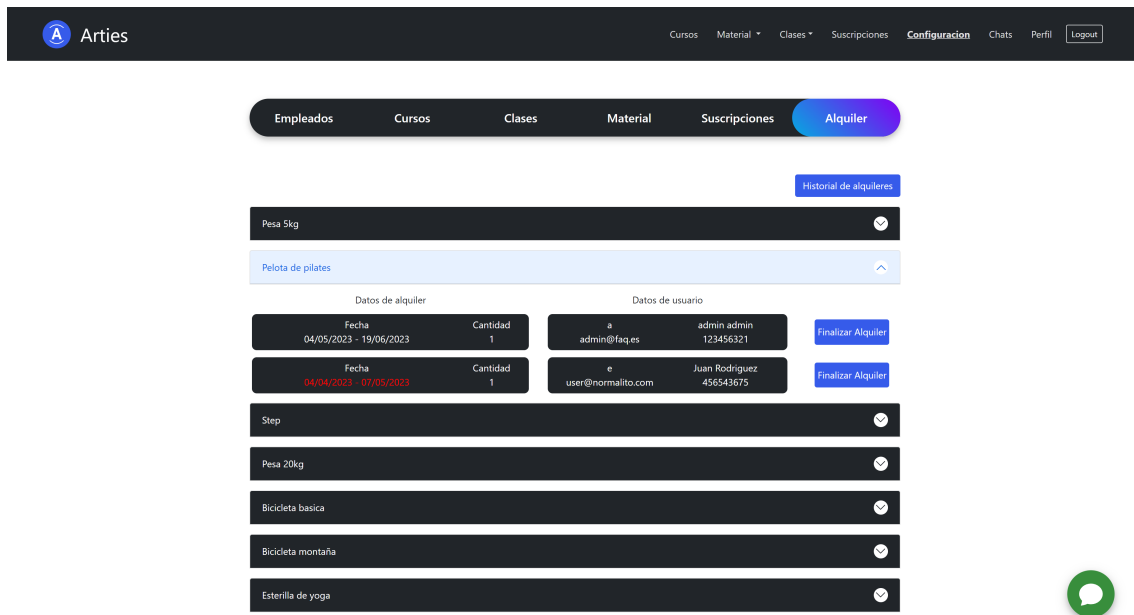 Arties
Cursos Material Clases Suscripciones Configuracion Chats Perfil Logout
Empleados Cursos Clases Material Suscripciones Alquiler
Historial de alquileres
Pesa 5kg
Pelota de pilates
Datos de alquiler Datos de usuario
Fecha Cantidad a admin admin
04/05/2023 - 19/06/2023 1 admin@faq.es 123456321
Finalizar Alquiler
Fecha Cantidad e Juan Rodriguez
04/04/2023 - 07/05/2023 1 user@normalito.com 456543675
Finalizar Alquiler
Step
Pesa 20kg
Bicicleta basica
Bicicleta montaña
Esterilla de yoga